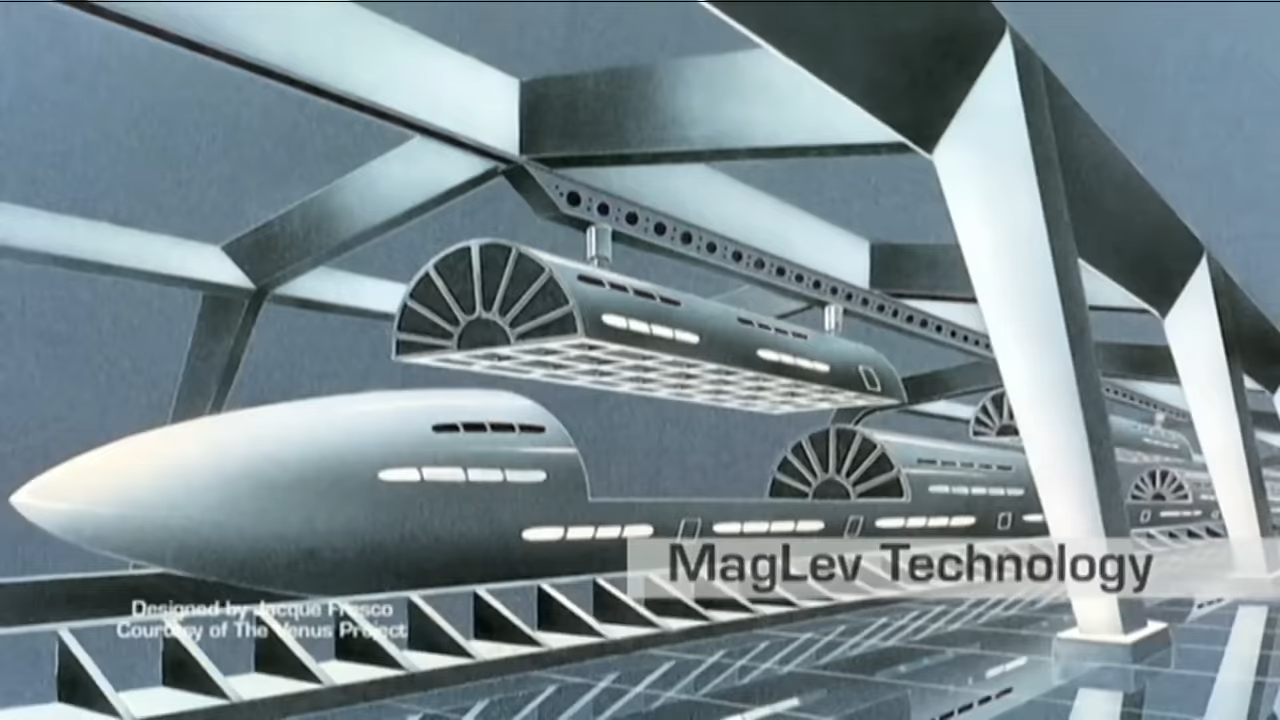 MagLev Technology
Designed by Jacque Fresco
Courtesy of The Venus Project